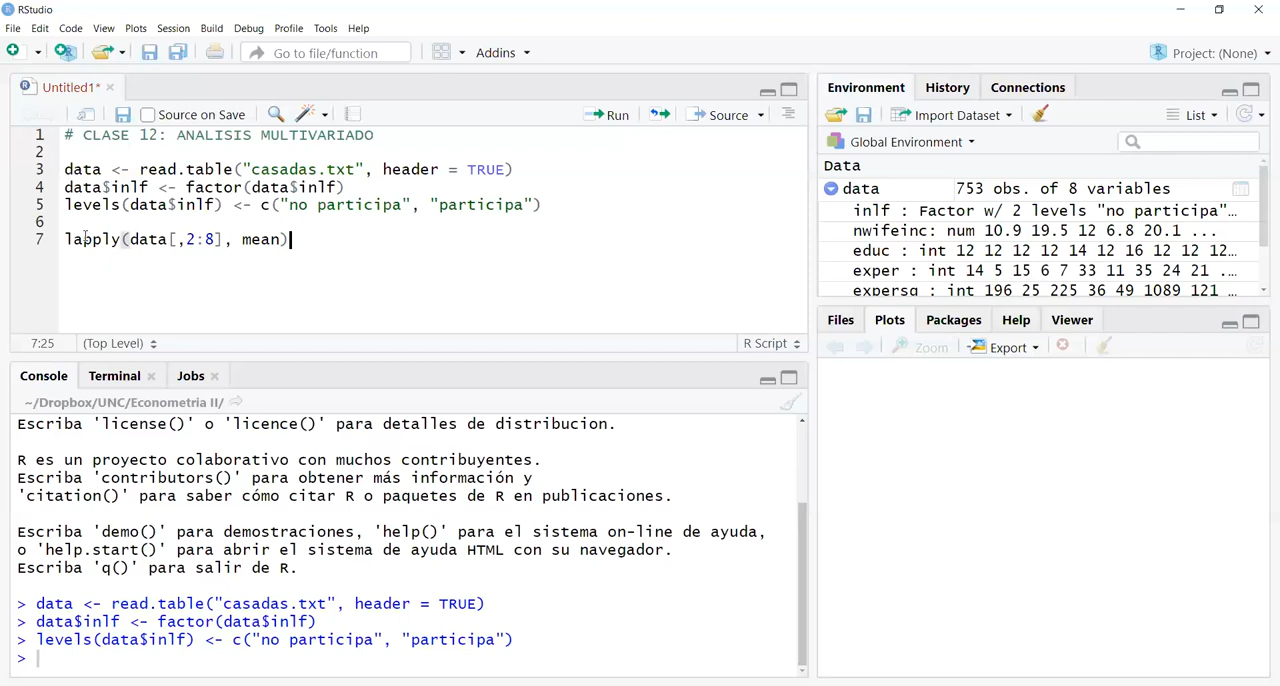 RStudio
File Edit Code View Plots Session Build Debug Profile Tools Help
Go to file/function Addins Project: (None)
Untitled1*
Source on Save Run Source
1 # CLASE 12: ANALISIS MULTIVARIADO
2
3 data <- read.table("casadas.txt", header = TRUE)
4 data$inlf <- factor(data$inlf)
5 levels(data$inlf) <- c("no participa", "participa")
6
7 lapply(data[,2:8], mean)
7:25 (Top Level) R Script
Console Terminal Jobs
~/Dropbox/UNC/Econometria II/
Escriba 'license()' o 'licence()' para detalles de distribucion.
R es un proyecto colaborativo con muchos contribuyentes.
Escriba 'contributors()' para obtener más información y
'citation()' para saber cómo citar R o paquetes de R en publicaciones.
Escriba 'demo()' para demostraciones, 'help()' para el sistema on-line de ayuda,
o 'help.start()' para abrir el sistema de ayuda HTML con su navegador.
Escriba 'q()' para salir de R.
> data <- read.table("casadas.txt", header = TRUE)
> data$inlf <- factor(data$inlf)
> levels(data$inlf) <- c("no participa", "participa")
>
Environment History Connections
Import Dataset List
Global Environment
Data
data 753 obs. of 8 variables
inlf : Factor w/ 2 levels "no participa"…
nwifeinc: num 10.9 19.5 12 6.8 20.1 ...
educ : int 12 12 12 12 14 12 16 12 12 12…
exper : int 14 5 15 6 7 33 11 35 24 21 .…
expersq : int 196 25 225 36 49 1089 121 …
Files Plots Packages Help Viewer
Zoom Export